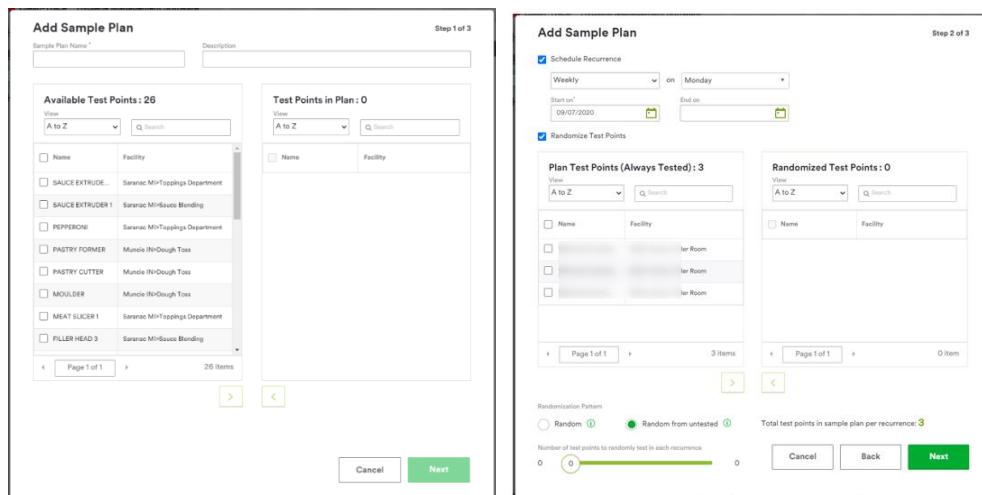 Add Sample Plan
Step 1 of 3
Sample Plan Name *
Description
Available Test Points : 26
View
A to Z
Search
Name Facility
SAUCE EXTRUDE... Saranac MI>Toppings Department
SAUCE EXTRUDER 1 Saranac MI>Sauce Blending
PEPPERONI Saranac MI>Toppings Department
PASTRY FORMER Muncie IN>Dough Toss
PASTRY CUTTER Muncie IN>Dough Toss
MOULDER Muncie IN>Dough Toss
MEAT SLICER 1 Saranac MI>Toppings Department
FILLER HEAD 3 Saranac MI>Sauce Blending
Page 1 of 1
26 items
Test Points in Plan : 0
View
A to Z
Search
Name Facility
Cancel
Next
Add Sample Plan
Step 2 of 3
Schedule Recurrence
Weekly on Monday
Start on*
End on
09/07/2020
Randomize Test Points
Plan Test Points (Always Tested) : 3
View
A to Z
Search
Name Facility
ler Room
ler Room
ler Room
Page 1 of 1
3 items
Randomized Test Points : 0
View
A to Z
Search
Name Facility
Page 1 of 1
0 item
Randomization Pattern
Random
Random from untested
Total test points in sample plan per recurrence: 3
Number of test points to randomly test in each recurrence
0 0 0
Cancel
Back
Next